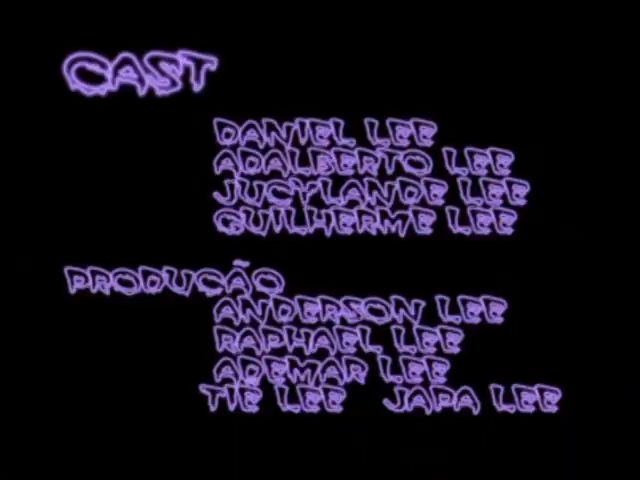 CAST
DANIEL LEE
ADALBERTO LEE
JUCYLANDE LEE
GUILHERME LEE
PRODUÇÃO
ANDERSON LEE
RAPHAEL LEE
ADEMAR LEE
TIE LEE JAPA LEE